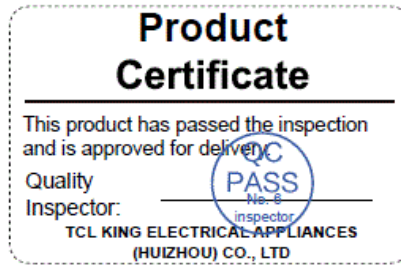 Product
Certificate
This product has passed the inspection
and is approved for delivery.
Quality
Inspector:
QC
PASS
No. 6
inspector
TCL KING ELECTRICAL APPLIANCES
(HUIZHOU) CO., LTD